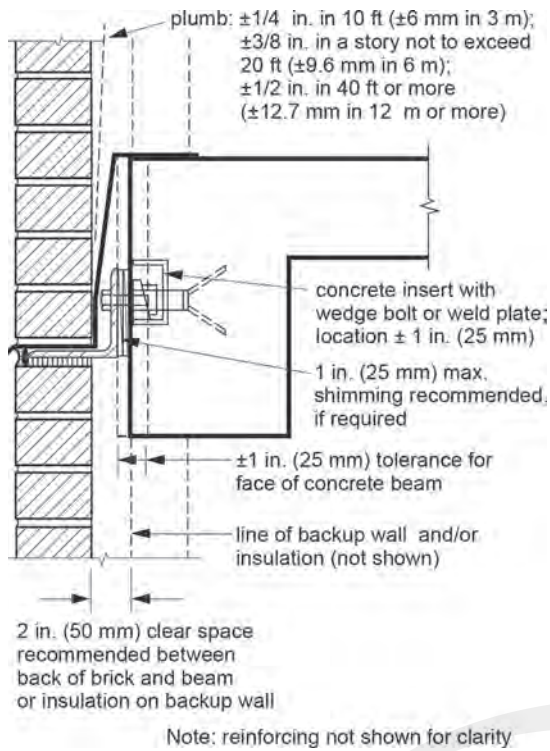 plumb: ±1/4 in. in 10 ft (±6 mm in 3 m);
±3/8 in. in a story not to exceed
20 ft (±9.6 mm in 6 m);
±1/2 in. in 40 ft or more
(±12.7 mm in 12 m or more)
concrete insert with
wedge bolt or weld plate;
location ± 1 in. (25 mm)
1 in. (25 mm) max.
shimming recommended,
if required
±1 in. (25 mm) tolerance for
face of concrete beam
line of backup wall and/or
insulation (not shown)
2 in. (50 mm) clear space
recommended between
back of brick and beam
or insulation on backup wall
Note: reinforcing not shown for clarity